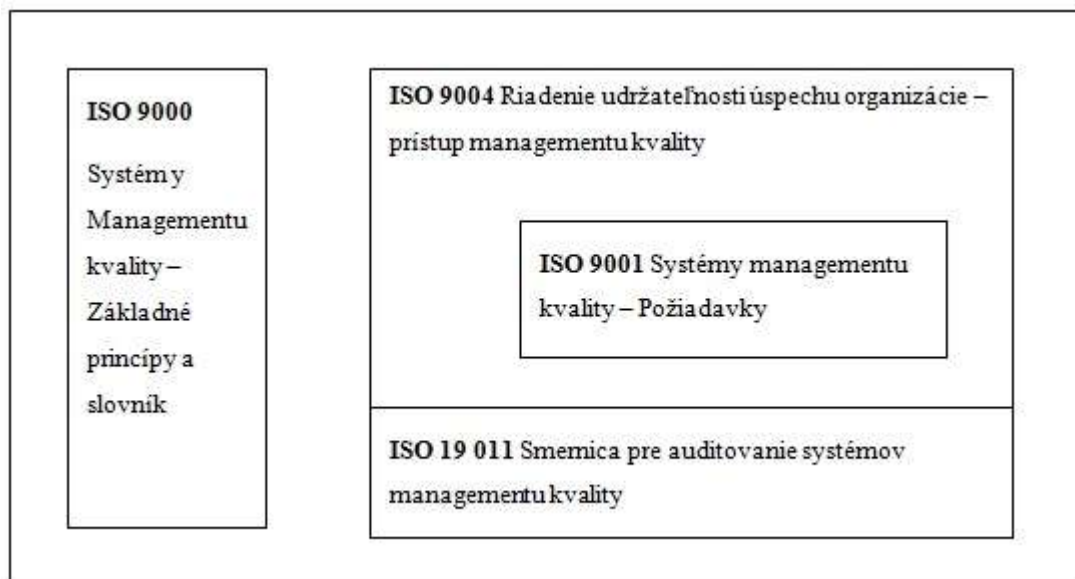 ISO 9000
Systémy
Managementu
kvality –
Základné
princípy a
slovník
ISO 9004 Riadenie udržateľnosti úspechu organizácie –
prístup managementu kvality
ISO 9001 Systémy managementu
kvality – Požiadavky
ISO 19 011 Smernica pre auditovanie systémov
managementu kvality